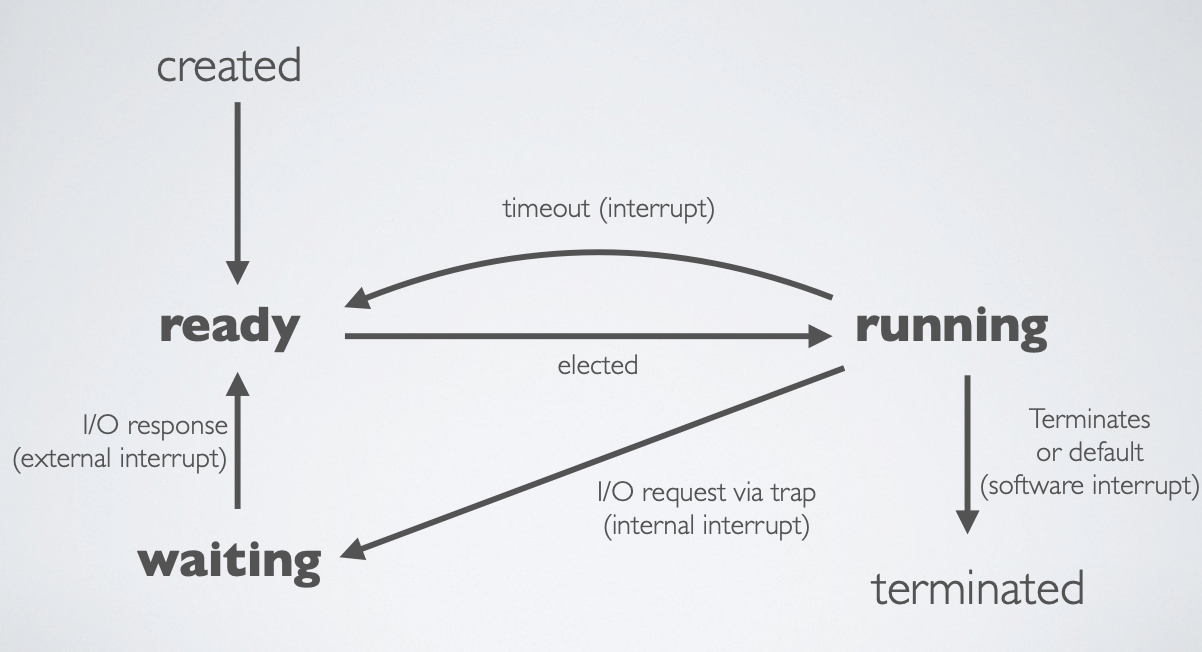 created
timeout (interrupt)
ready
running
elected
I/O response
(external interrupt)
Terminates
or default
(software interrupt)
I/O request via trap
(internal interrupt)
waiting
terminated